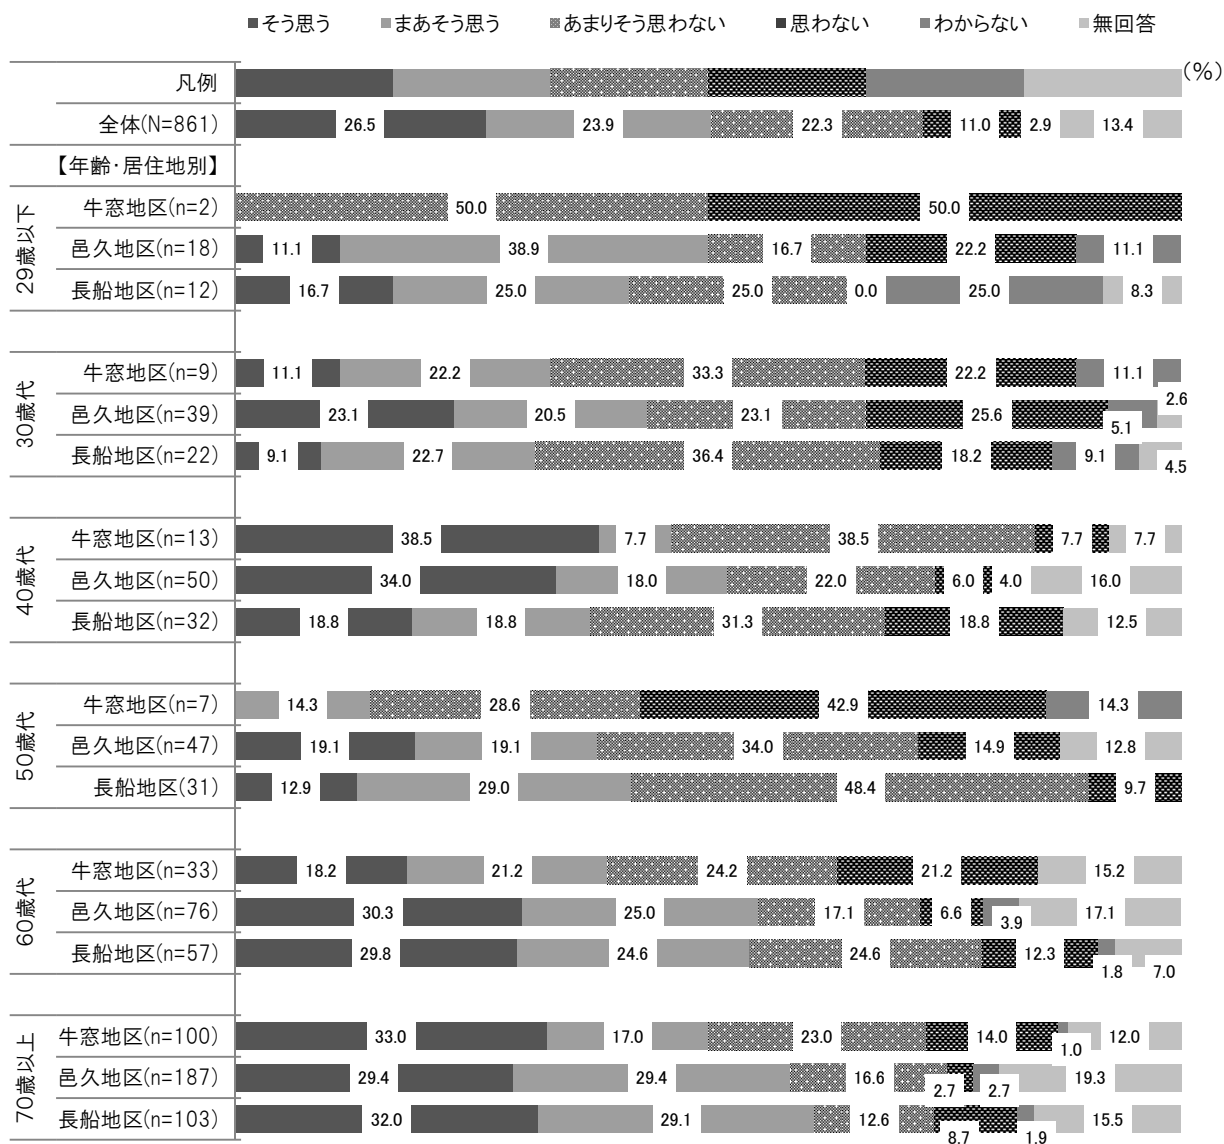 ■そう思う ■まあそう思う ■あまりそう思わない ■思わない ■わからない ■無回答
(%)
凡例
全体(N=861) 26.5 23.9 22.3 11.0 2.9 13.4
【年齢・居住地別】
29歳以下
牛窓地区(n=2) 50.0 50.0
邑久地区(n=18) 11.1 38.9 16.7 22.2 11.1
長船地区(n=12) 16.7 25.0 25.0 0.0 25.0 8.3
30歳代
牛窓地区(n=9) 11.1 22.2 33.3 22.2 11.1
邑久地区(n=39) 23.1 20.5 23.1 25.6 5.1 2.6
長船地区(n=22) 9.1 22.7 36.4 18.2 9.1 4.5
40歳代
牛窓地区(n=13) 38.5 7.7 38.5 7.7 7.7
邑久地区(n=50) 34.0 18.0 22.0 6.0 4.0 16.0
長船地区(n=32) 18.8 18.8 31.3 18.8 12.5
50歳代
牛窓地区(n=7) 14.3 28.6 42.9 14.3
邑久地区(n=47) 19.1 19.1 34.0 14.9 12.8
長船地区(31) 12.9 29.0 48.4 9.7
60歳代
牛窓地区(n=33) 18.2 21.2 24.2 21.2 15.2
邑久地区(n=76) 30.3 25.0 17.1 6.6 3.9 17.1
長船地区(n=57) 29.8 24.6 24.6 12.3 1.8 7.0
70歳以上
牛窓地区(n=100) 33.0 17.0 23.0 14.0 1.0 12.0
邑久地区(n=187) 29.4 29.4 16.6 2.7 2.7 19.3
長船地区(n=103) 32.0 29.1 12.6 8.7 1.9 15.5